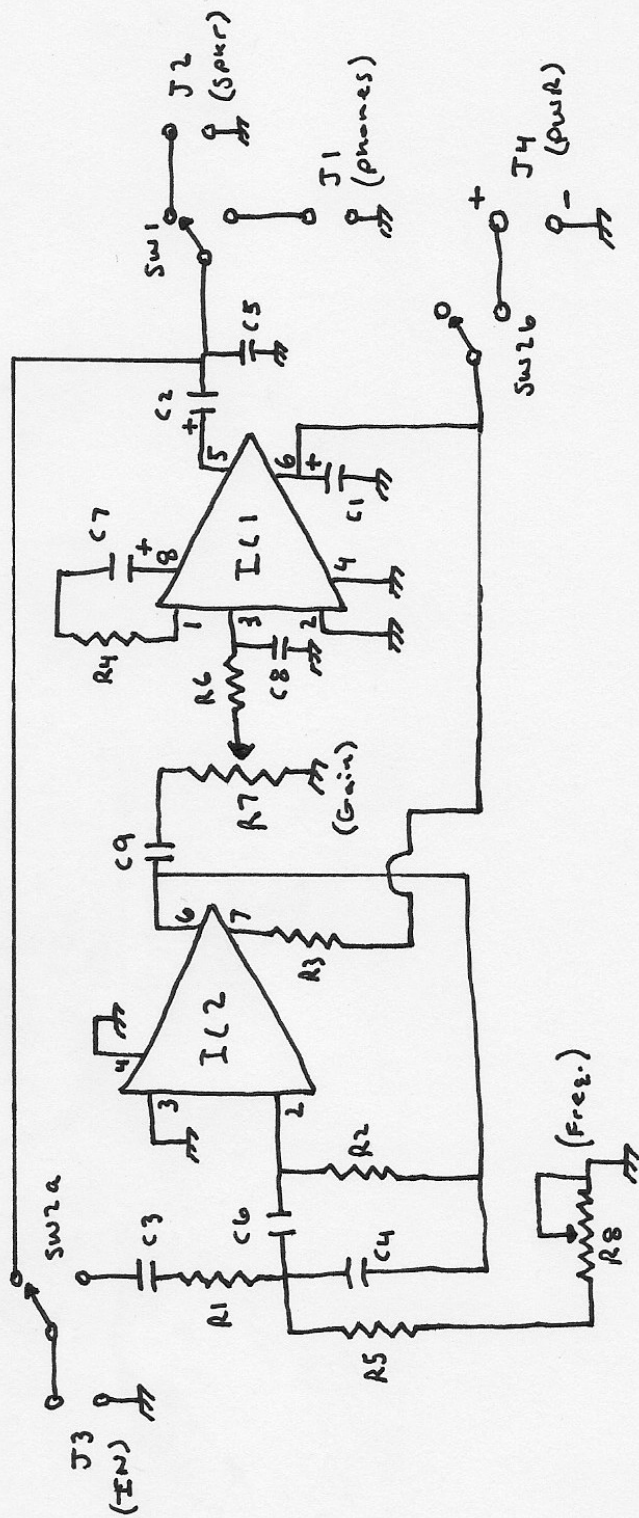 J3
(IN)
SW2a
C3
R1
C6
C4
R5
R2
R8
(Freq.)
4
3
2
IC2
6
7
R3
C9
R7
(Gain)
R6
C8
R4
C7
+
8
1
3
2
4
IC1
5
6
+
C2
+
C1
C5
SW1
J2
(Spkr)
J1
(phones)
SW2b
+
-
J4
(PWR)